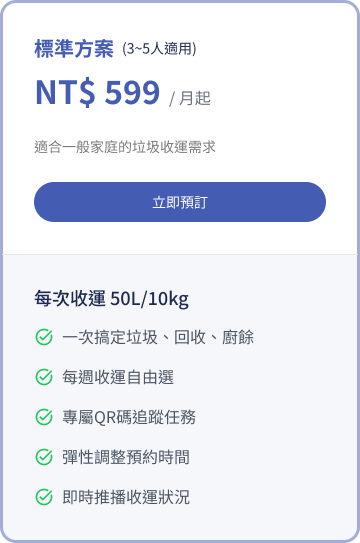 標準方案 (3~5人適用)
NT$ 599 / 月起
適合一般家庭的垃圾收運需求
立即預訂
每次收運 50L/10kg
一次搞定垃圾、回收、廚餘
每週收運自由選
專屬QR碼追蹤任務
彈性調整預約時間
即時推播收運狀況